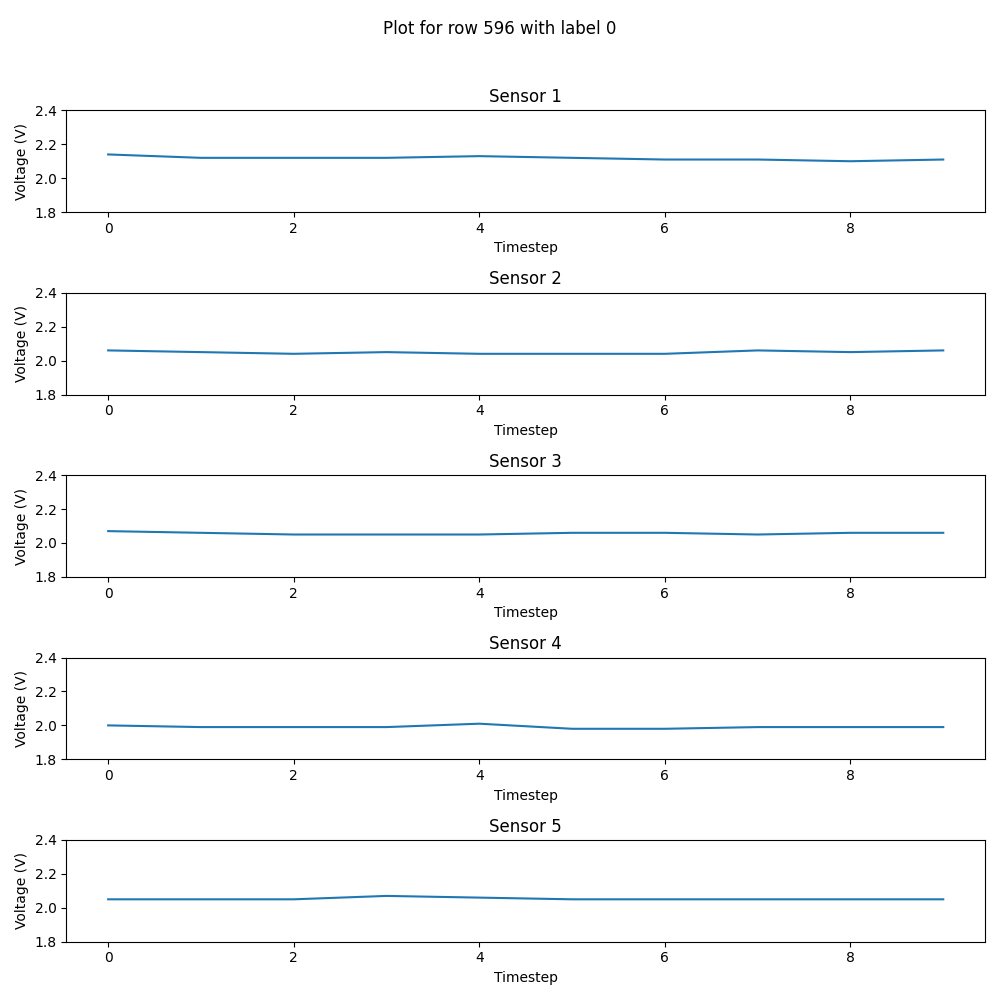 Plot for row 596 with label 0
Sensor 1
Voltage (V)
2.4
2.2
2.0
1.8
0 2 4 6 8
Timestep
Sensor 2
Voltage (V)
2.4
2.2
2.0
1.8
0 2 4 6 8
Timestep
Sensor 3
Voltage (V)
2.4
2.2
2.0
1.8
0 2 4 6 8
Timestep
Sensor 4
Voltage (V)
2.4
2.2
2.0
1.8
0 2 4 6 8
Timestep
Sensor 5
Voltage (V)
2.4
2.2
2.0
1.8
0 2 4 6 8
Timestep